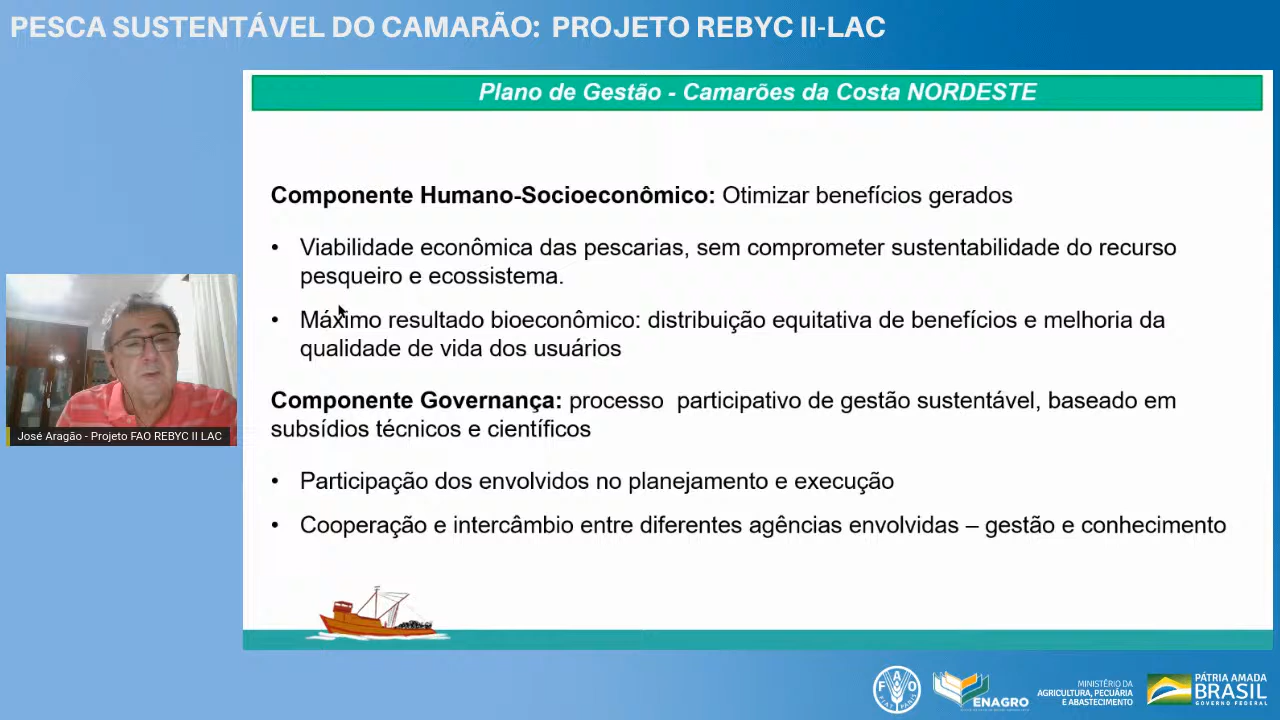 PESCA SUSTENTÁVEL DO CAMARÃO: PROJETO REBYC II-LAC
Plano de Gestão - Camarões da Costa NORDESTE
Componente Humano-Socioeconômico: Otimizar benefícios gerados
• Viabilidade econômica das pescarias, sem comprometer sustentabilidade do recurso
pesqueiro e ecossistema.
• Máximo resultado bioeconômico: distribuição equitativa de benefícios e melhoria da
qualidade de vida dos usuários
Componente Governança: processo participativo de gestão sustentável, baseado em
subsídios técnicos e científicos
• Participação dos envolvidos no planejamento e execução
• Cooperação e intercâmbio entre diferentes agências envolvidas – gestão e conhecimento
José Aragão - Projeto FAO REBYC II LAC
FAO
ENAGRO
MINISTÉRIO DA
AGRICULTURA, PECUÁRIA
E ABASTECIMENTO
PÁTRIA AMADA
BRASIL
GOVERNO FEDERAL